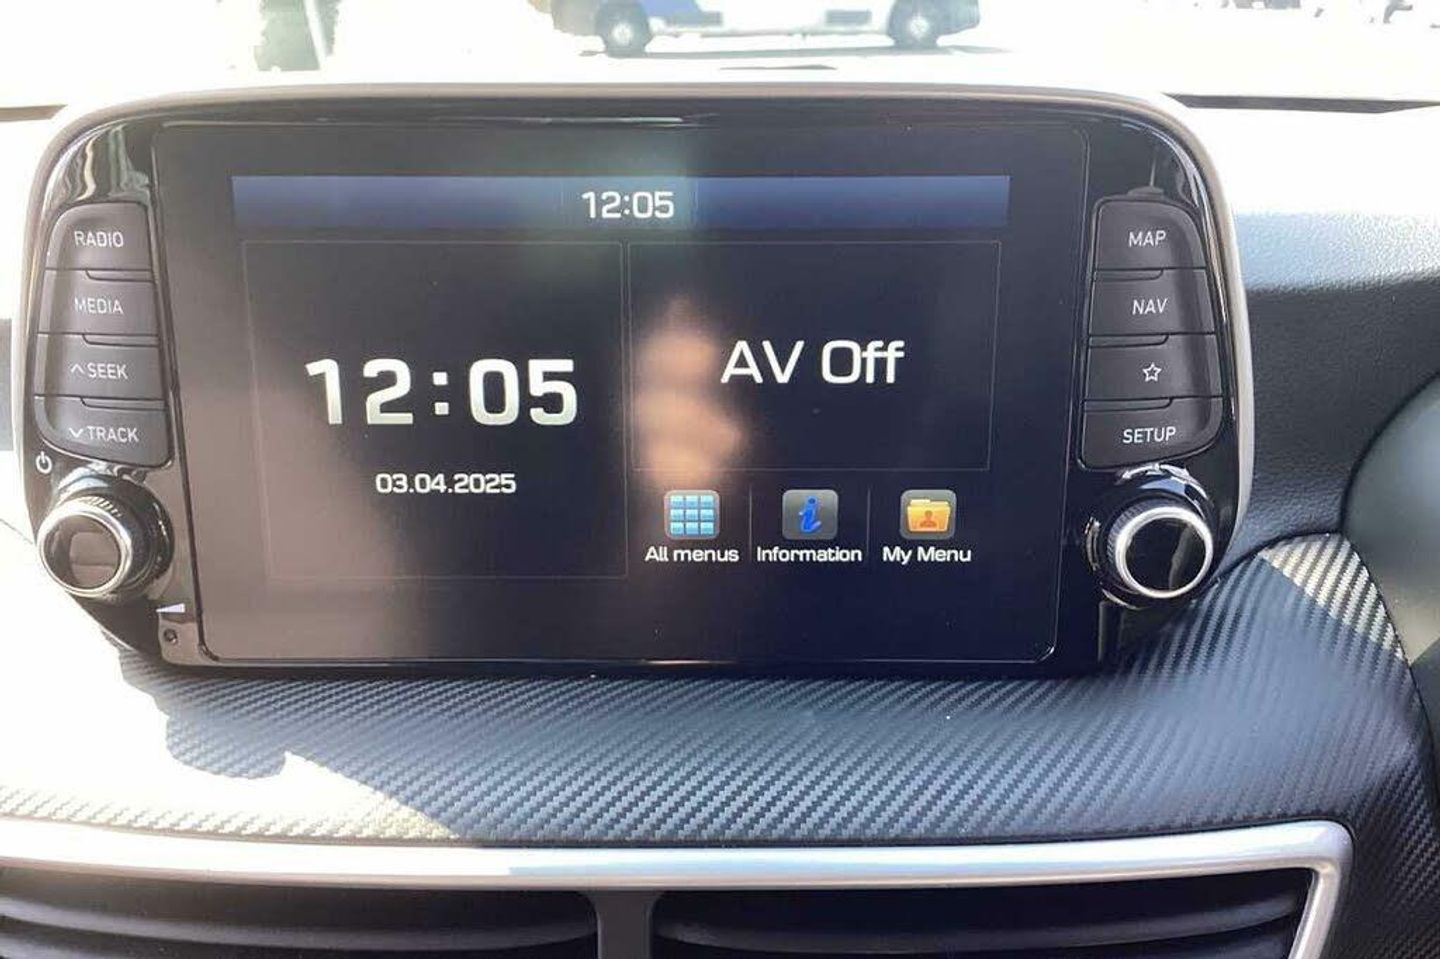 12:05
RADIO
MEDIA
SEEK
TRACK
12:05
03.04.2025
AV Off
All menus
Information
My Menu
MAP
NAV
SETUP